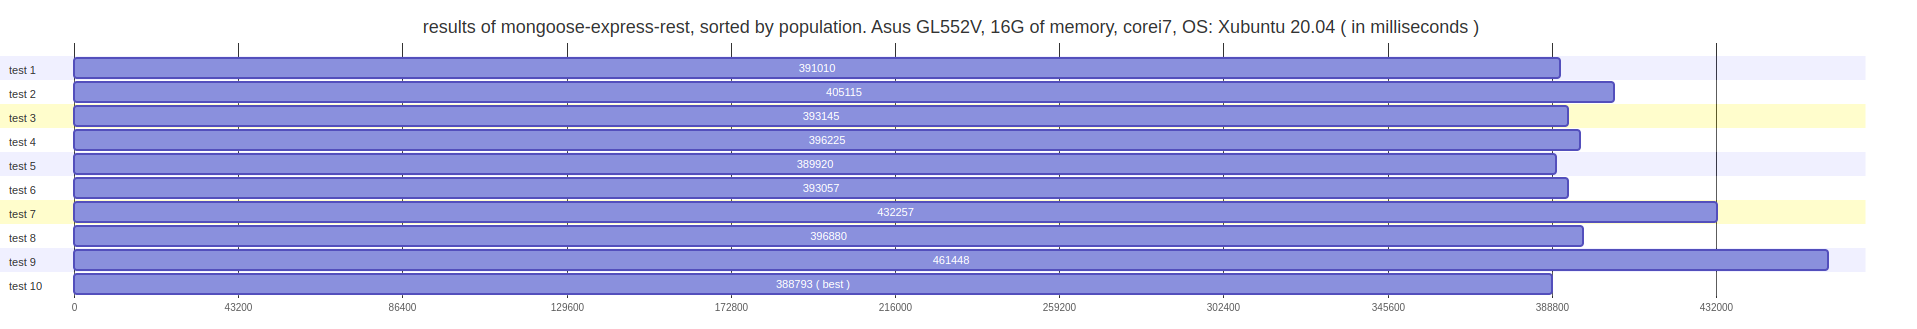 results of mongoose-express-rest, sorted by population. Asus GL552V, 16G of memory, corei7, OS: Xubuntu 20.04 ( in milliseconds )
test 1 391010
test 2 405115
test 3 393145
test 4 396225
test 5 389920
test 6 393057
test 7 432257
test 8 396880
test 9 461448
test 10 388793 ( best )
0 43200 86400 129600 172800 216000 259200 302400 345600 388800 432000